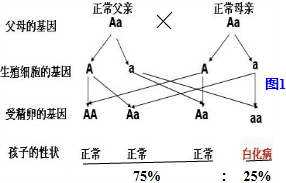 正常父亲 正常母亲
父母的基因 Aa Aa
生殖细胞的基因 A a A a
图1
受精卵的基因 AA Aa Aa aa
孩子的性状 正常 正常 正常 白化病
75% : 25%